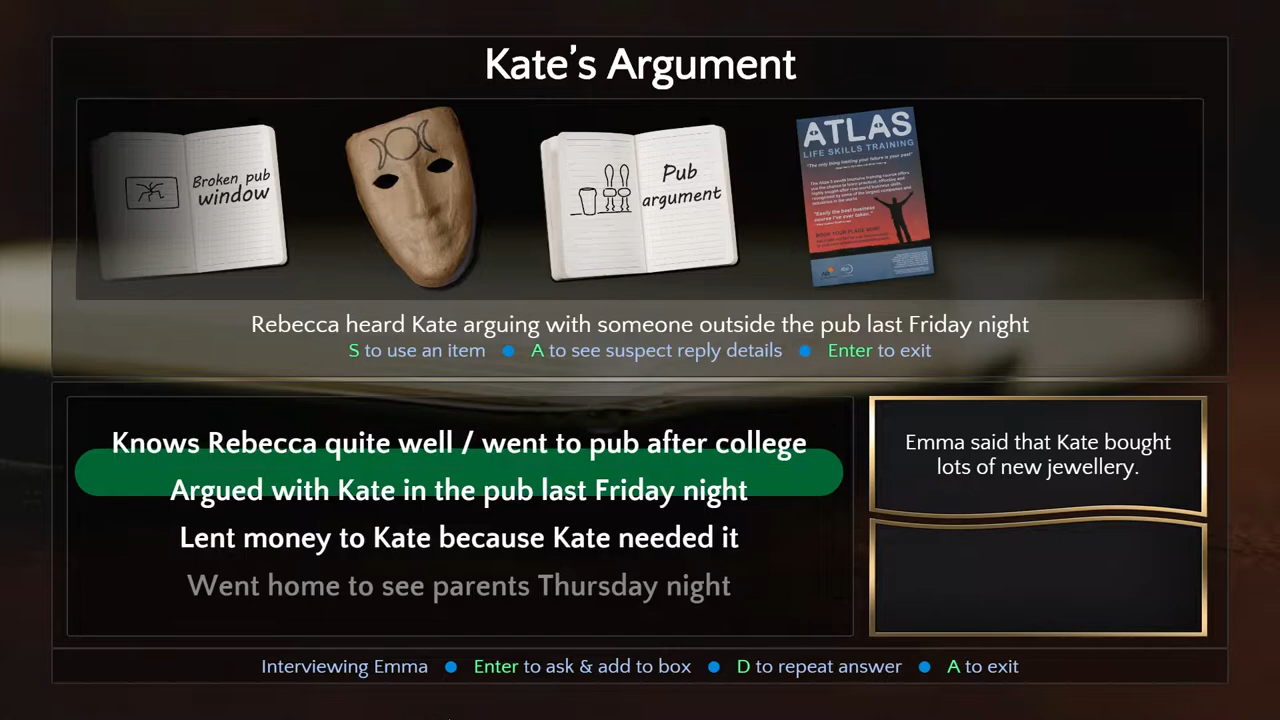 Kate's Argument
Broken pub
window
Pub
argument
ATLAS
LIFE SKILLS TRAINING
Rebecca heard Kate arguing with someone outside the pub last Friday night
S to use an item • A to see suspect reply details • Enter to exit
Knows Rebecca quite well / went to pub after college
Argued with Kate in the pub last Friday night
Lent money to Kate because Kate needed it
Went home to see parents Thursday night
Emma said that Kate bought
lots of new jewellery.
Interviewing Emma • Enter to ask & add to box • D to repeat answer • A to exit